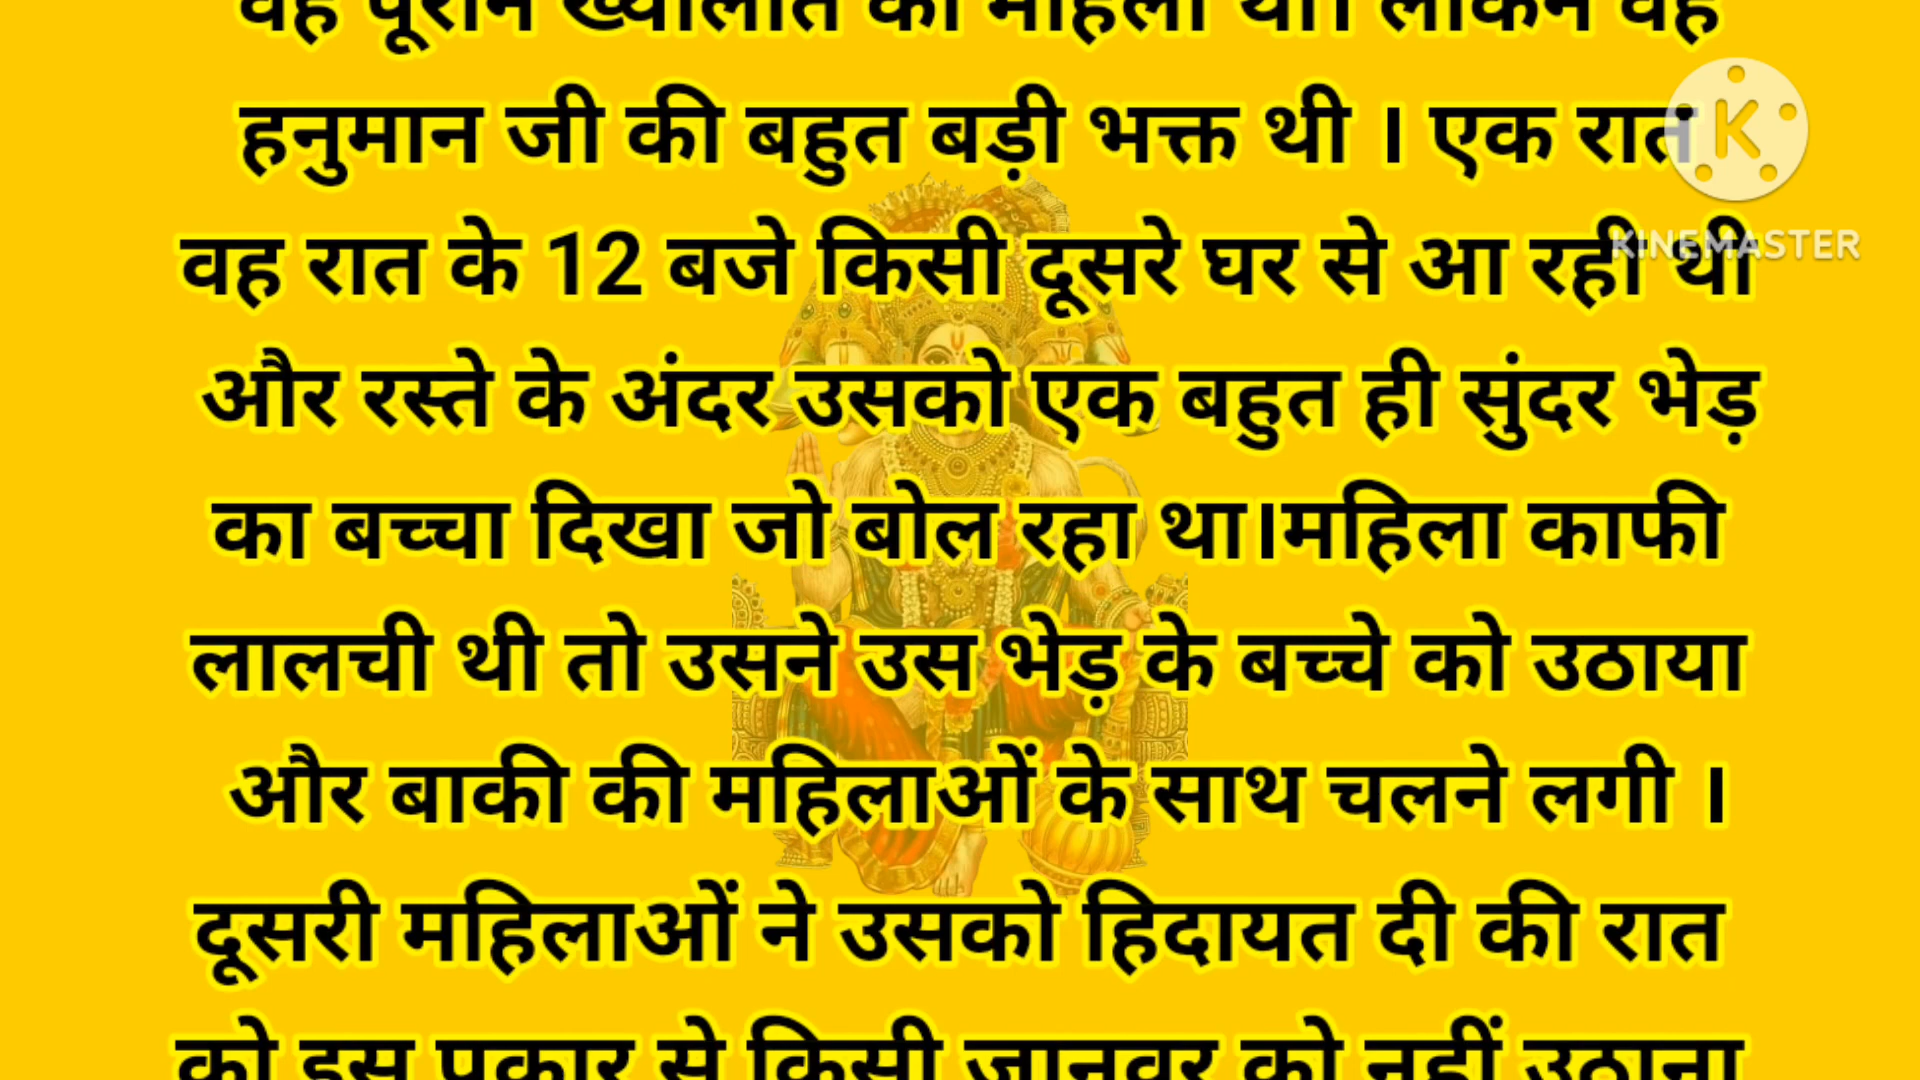 वह पूराने ख्यालात की महिला थी। लेकिन वह
हनुमान जी की बहुत बड़ी भक्त थी । एक रात
वह रात के 12 बजे किसी दूसरे घर से आ रही थी
और रस्ते के अंदर उसको एक बहुत ही सुंदर भेड़
का बच्चा दिखा जो बोल रहा था।महिला काफी
लालची थी तो उसने उस भेड़ के बच्चे को उठाया
और बाकी की महिलाओं के साथ चलने लगी ।
दूसरी महिलाओं ने उसको हिदायत दी की रात
को इस प्रकार से किसी जानवर को नहीं उठाना
K
KINEMASTER